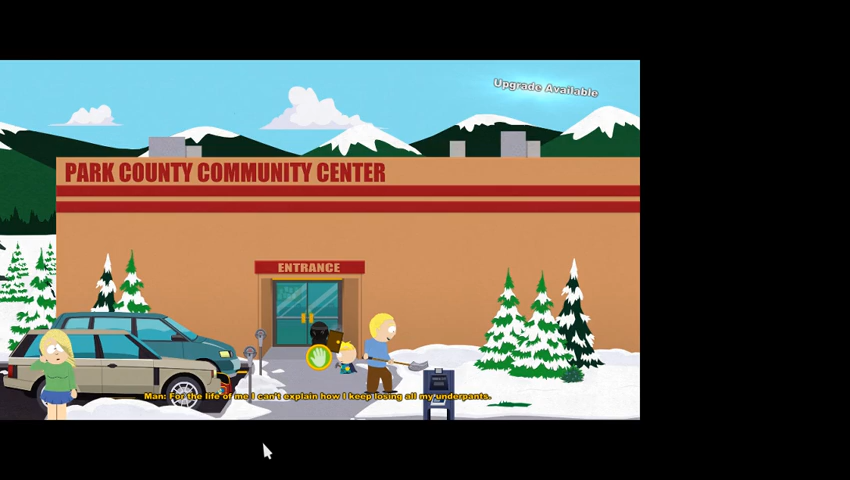 Upgrade Available
PARK COUNTY COMMUNITY CENTER
ENTRANCE
Man: For the life of me I can't explain how I keep losing all my underpants.